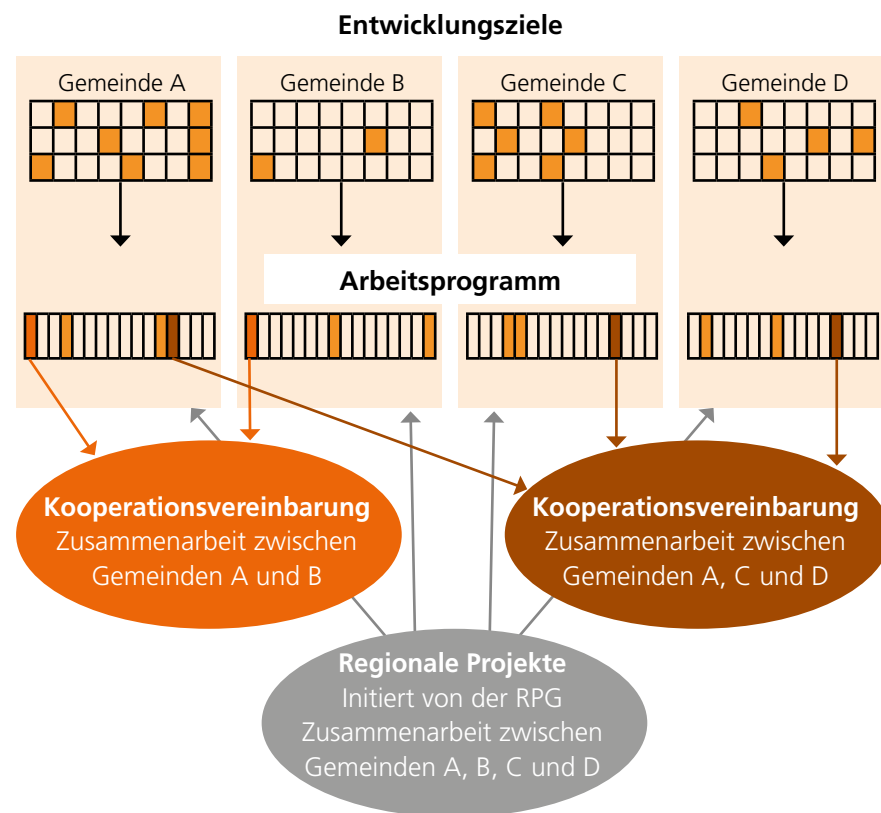 Entwicklungsziele
Gemeinde A
Gemeinde B
Gemeinde C
Gemeinde D
Arbeitsprogramm
Kooperationsvereinbarung
Zusammenarbeit zwischen
Gemeinden A und B
Kooperationsvereinbarung
Zusammenarbeit zwischen
Gemeinden A, C und D
Regionale Projekte
Initiert von der RPG
Zusammenarbeit zwischen
Gemeinden A, B, C und D